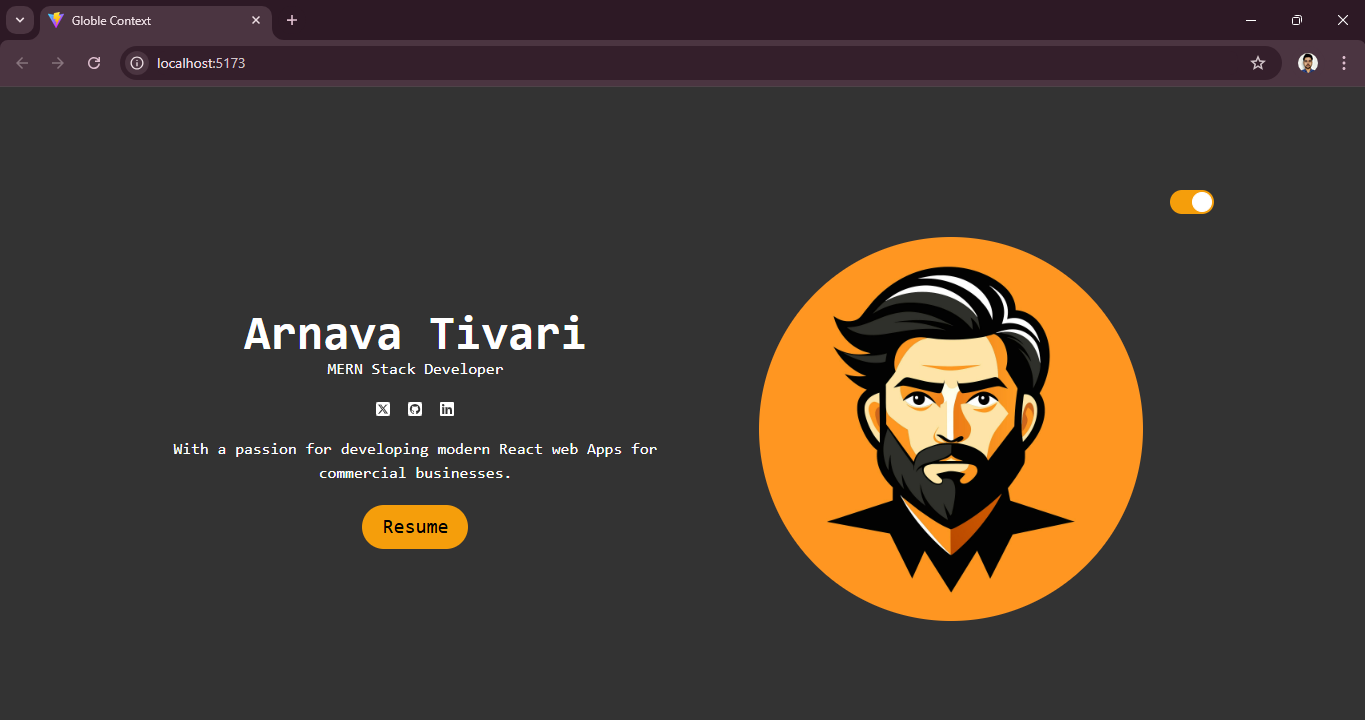 Globle Context
localhost:5173
Arnava Tivari
MERN Stack Developer
With a passion for developing modern React web Apps for
commercial businesses.
Resume